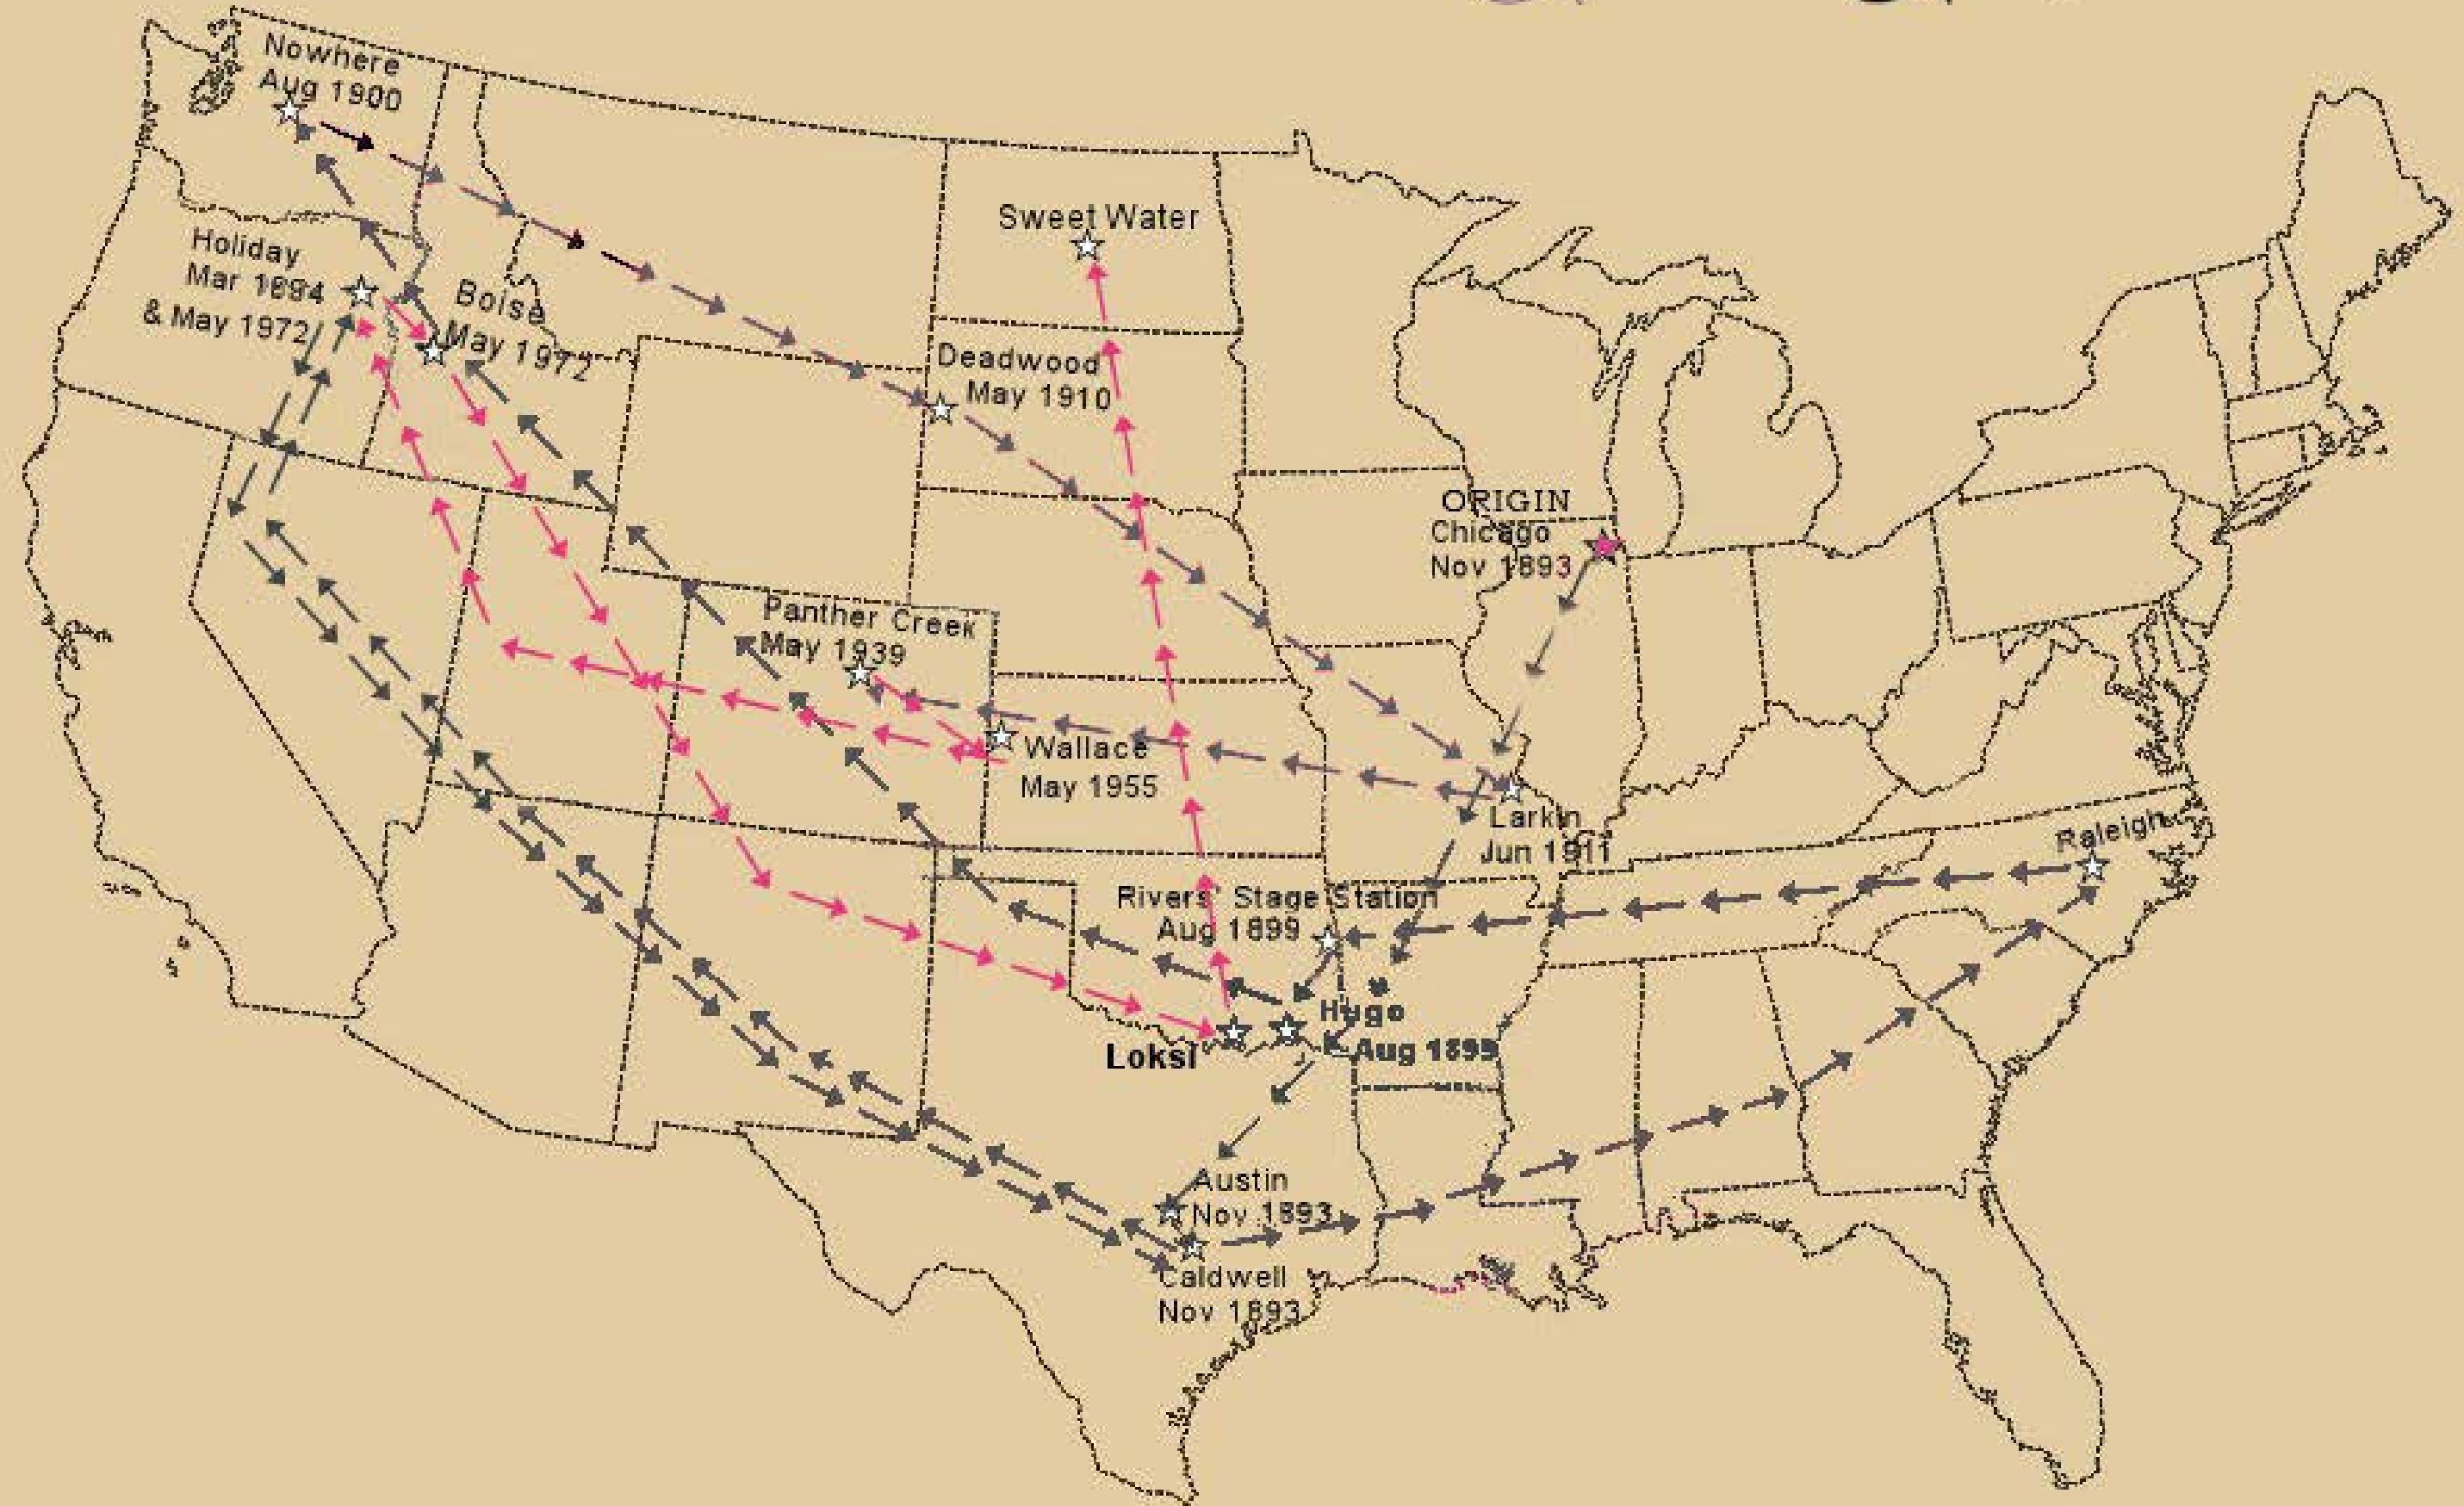 Nowhere
Aug 1900
Sweet Water
Holiday
Mar 1894
& May 1972
Boise
May 1972
Deadwood
May 1910
ORIGIN
Chicago
Nov 1893
Panther Creek
May 1939
Wallace
May 1955
Larkin
Jun 1911
Raleigh
Rivers' Stage Station
Aug 1899
Hugo
Aug 1899
Loksi
Austin
Nov 1893
Caldwell
Nov 1893